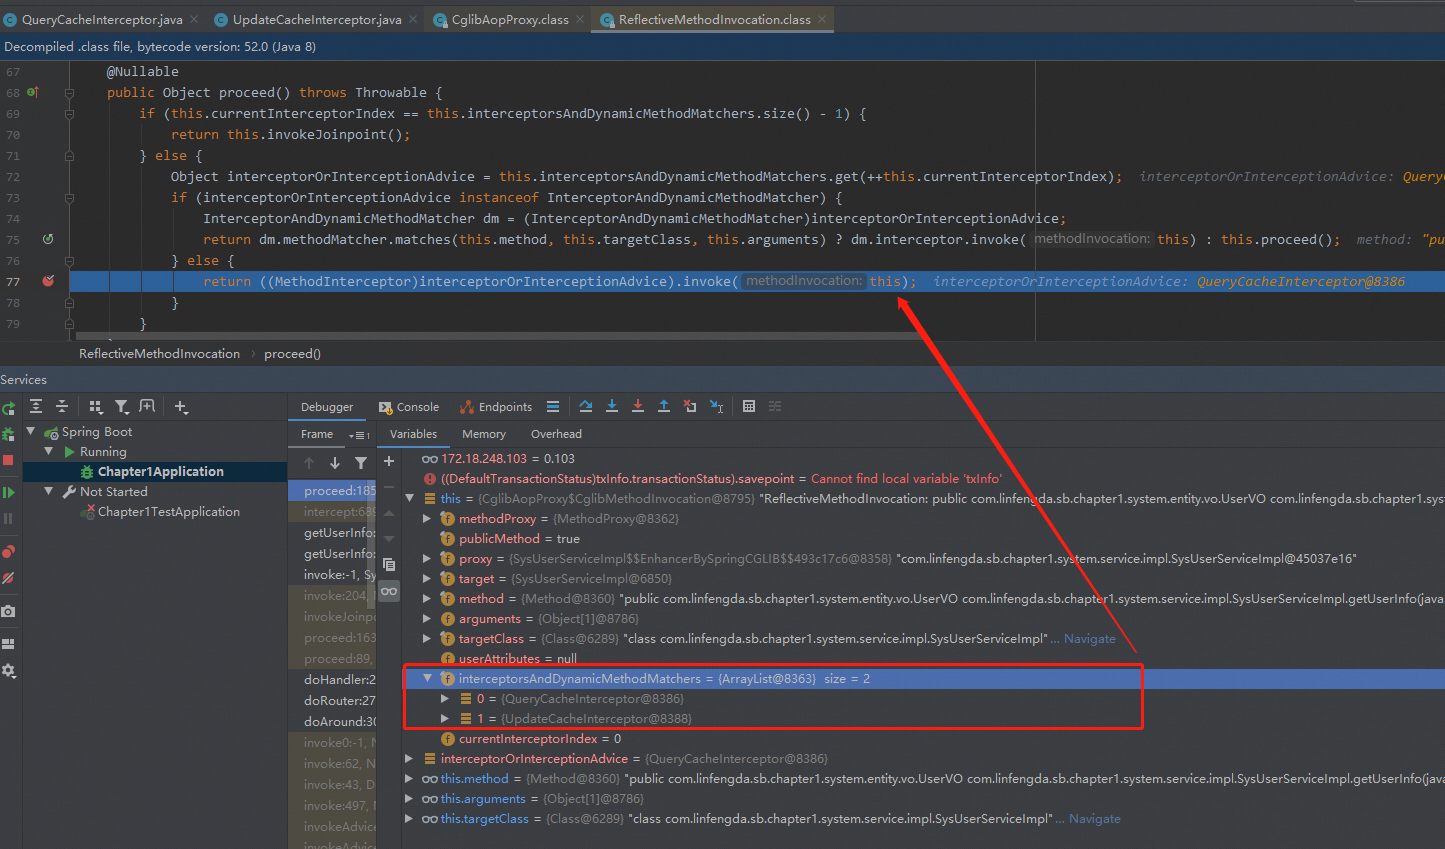 QueryCacheInterceptor.java UpdateCacheInterceptor.java CglibAopProxy.class ReflectiveMethodInvocation.class
Decompiled .class file, bytecode version: 52.0 (Java 8)
67 @Nullable
68 public Object proceed() throws Throwable {
69 if (this.currentInterceptorIndex == this.interceptorsAndDynamicMethodMatchers.size() - 1) {
70 return this.invokeJoinpoint();
71 } else {
72 Object interceptorOrInterceptionAdvice = this.interceptorsAndDynamicMethodMatchers.get(++this.currentInterceptorIndex); interceptorOrInterceptionAdvice: QueryC
73 if (interceptorOrInterceptionAdvice instanceof InterceptorAndDynamicMethodMatcher) {
74 InterceptorAndDynamicMethodMatcher dm = (InterceptorAndDynamicMethodMatcher)interceptorOrInterceptionAdvice;
75 return dm.methodMatcher.matches(this.method, this.targetClass, this.arguments) ? dm.interceptor.invoke( methodInvocation: this) : this.proceed(); method: "pu
76 } else {
77 return ((MethodInterceptor)interceptorOrInterceptionAdvice).invoke( methodInvocation: this); interceptorOrInterceptionAdvice: QueryCacheInterceptor@8386
78 }
79 }
ReflectiveMethodInvocation › proceed()
Services
Debugger Console Endpoints
Frame Variables Memory Overhead
Spring Boot
Running
Chapter1Application
Not Started
Chapter1TestApplication
proceed:185
intercept:689
getUserInfo:
getUserInfo:
invoke:-1, Sy
invoke:204, I
invokeJoinpo
proceed:163
proceed:89,
doHandler:2
doRouter:27
doAround:30
invoke0:-1, N
invoke:62, N
invoke:43, D
invoke:497, M
invokeAdvice
invokeAdvice
172.18.248.103 = 0.103
((DefaultTransactionStatus)txInfo.transactionStatus).savepoint = Cannot find local variable 'txInfo'
this = {CglibAopProxy$CglibMethodInvocation@8795} "ReflectiveMethodInvocation: public com.linfengda.sb.chapter1.system.entity.vo.UserVO com.linfengda.sb.chapter1.syst
methodProxy = {MethodProxy@8362}
publicMethod = true
proxy = {SysUserServiceImpl$$EnhancerBySpringCGLIB$$493c17c6@8358} "com.linfengda.sb.chapter1.system.service.impl.SysUserServiceImpl@45037e16"
target = {SysUserServiceImpl@6850}
method = {Method@8360} "public com.linfengda.sb.chapter1.system.entity.vo.UserVO com.linfengda.sb.chapter1.system.service.impl.SysUserServiceImpl.getUserInfo(java
arguments = {Object[1]@8786}
targetClass = {Class@6289} "class com.linfengda.sb.chapter1.system.service.impl.SysUserServiceImpl"... Navigate
userAttributes = null
interceptorsAndDynamicMethodMatchers = {ArrayList@8363} size = 2
0 = {QueryCacheInterceptor@8386}
1 = {UpdateCacheInterceptor@8388}
currentInterceptorIndex = 0
interceptorOrInterceptionAdvice = {QueryCacheInterceptor@8386}
this.method = {Method@8360} "public com.linfengda.sb.chapter1.system.entity.vo.UserVO com.linfengda.sb.chapter1.system.service.impl.SysUserServiceImpl.getUserInfo(java
this.arguments = {Object[1]@8786}
this.targetClass = {Class@6289} "class com.linfengda.sb.chapter1.system.service.impl.SysUserServiceImpl"... Navigate